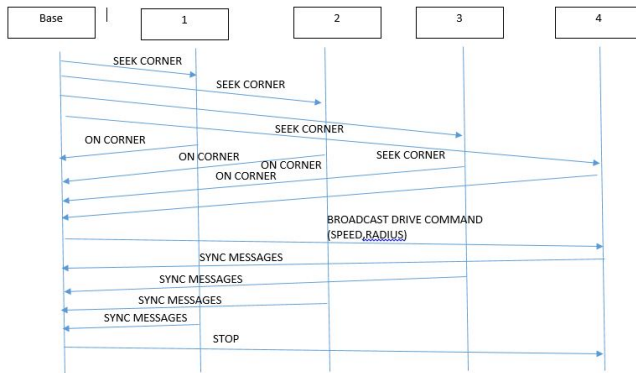 Base
1
2
3
4
SEEK CORNER
SEEK CORNER
SEEK CORNER
ON CORNER
ON CORNER
SEEK CORNER
ON CORNER
ON CORNER
BROADCAST DRIVE COMMAND
(SPEED,RADIUS)
SYNC MESSAGES
SYNC MESSAGES
SYNC MESSAGES
SYNC MESSAGES
STOP